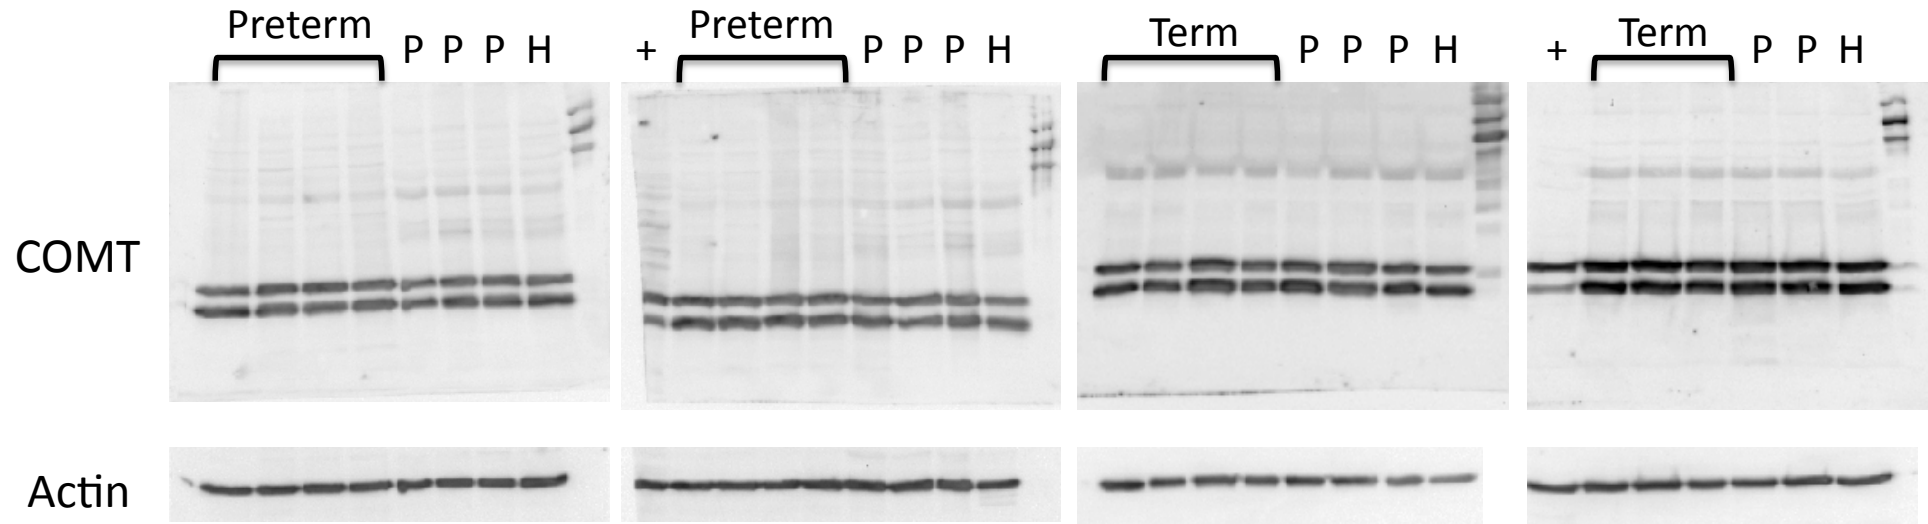 Preterm P P P H + Preterm P P P H Term P P P H + Term P P H
COMT
Actin